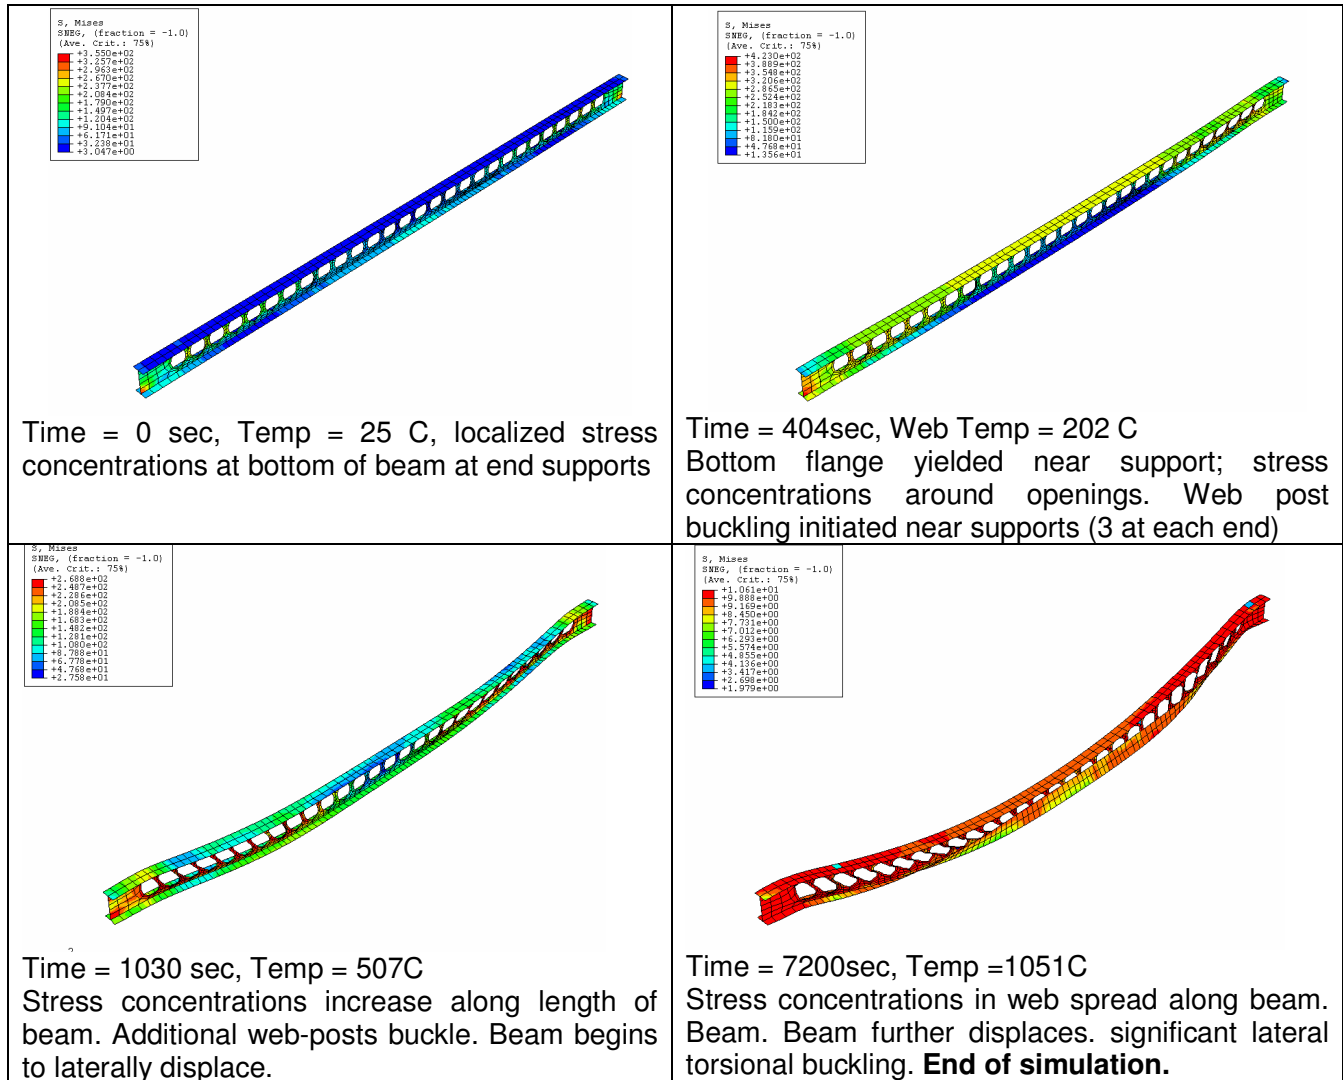 S, Mises
SNEG, (fraction = -1.0)
(Ave. Crit.: 75%)
+3.550e+02
+3.257e+02
+2.963e+02
+2.670e+02
+2.377e+02
+2.084e+02
+1.790e+02
+1.497e+02
+1.204e+02
+9.104e+01
+6.171e+01
+3.238e+01
+3.047e+00
Time = 0 sec, Temp = 25 C, localized stress
concentrations at bottom of beam at end supports
S, Mises
SNEG, (fraction = -1.0)
(Ave. Crit.: 75%)
+4.230e+02
+3.889e+02
+3.548e+02
+3.206e+02
+2.865e+02
+2.524e+02
+2.183e+02
+1.842e+02
+1.500e+02
+1.159e+02
+8.180e+01
+4.768e+01
+1.356e+01
Time = 404sec, Web Temp = 202 C
Bottom flange yielded near support; stress
concentrations around openings. Web post
buckling initiated near supports (3 at each end)
S, Mises
SNEG, (fraction = -1.0)
(Ave. Crit.: 75%)
+2.688e+02
+2.487e+02
+2.286e+02
+2.085e+02
+1.884e+02
+1.683e+02
+1.482e+02
+1.281e+02
+1.080e+02
+8.788e+01
+6.778e+01
+4.768e+01
+2.758e+01
Time = 1030 sec, Temp = 507C
Stress concentrations increase along length of
beam. Additional web-posts buckle. Beam begins
to laterally displace.
S, Mises
SNEG, (fraction = -1.0)
(Ave. Crit.: 75%)
+1.061e+01
+9.888e+00
+9.169e+00
+8.450e+00
+7.731e+00
+7.012e+00
+6.293e+00
+5.574e+00
+4.855e+00
+4.136e+00
+3.417e+00
+2.698e+00
+1.979e+00
Time = 7200sec, Temp =1051C
Stress concentrations in web spread along beam.
Beam. Beam further displaces. significant lateral
torsional buckling. End of simulation.